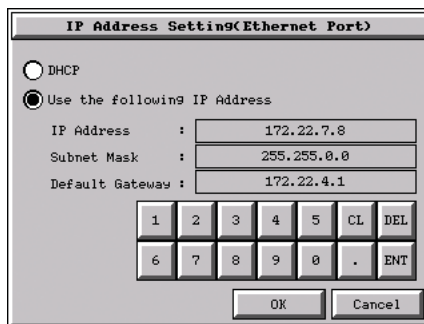 IP Address Setting(Ethernet Port)
DHCP
Use the following IP Address
IP Address : 172.22.7.8
Subnet Mask : 255.255.0.0
Default Gateway : 172.22.4.1
1 2 3 4 5 CL DEL
6 7 8 9 0 . ENT
OK Cancel